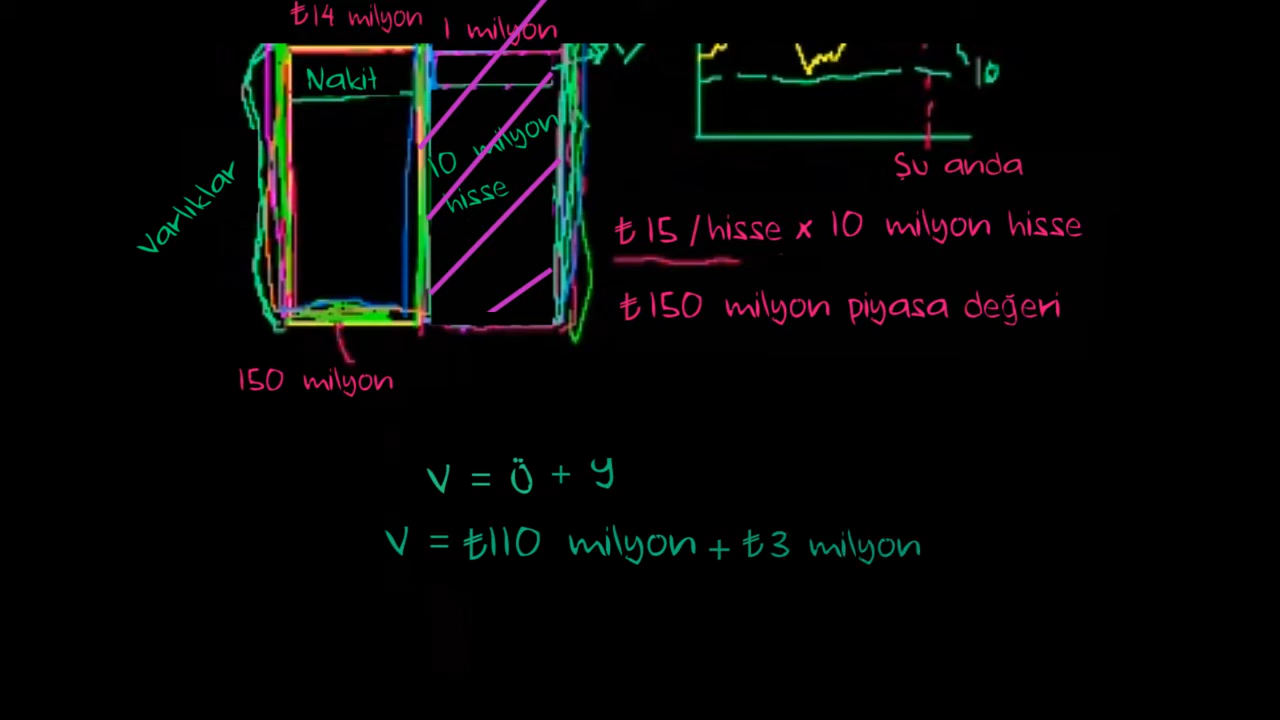 ₺14 milyon
1 milyon
Nakit
10 milyon
hisse
Varlıklar
150 milyon
10
Şu anda
₺15/hisse x 10 milyon hisse
₺150 milyon piyasa değeri
V = Ö + y
V = ₺110 milyon + ₺3 milyon